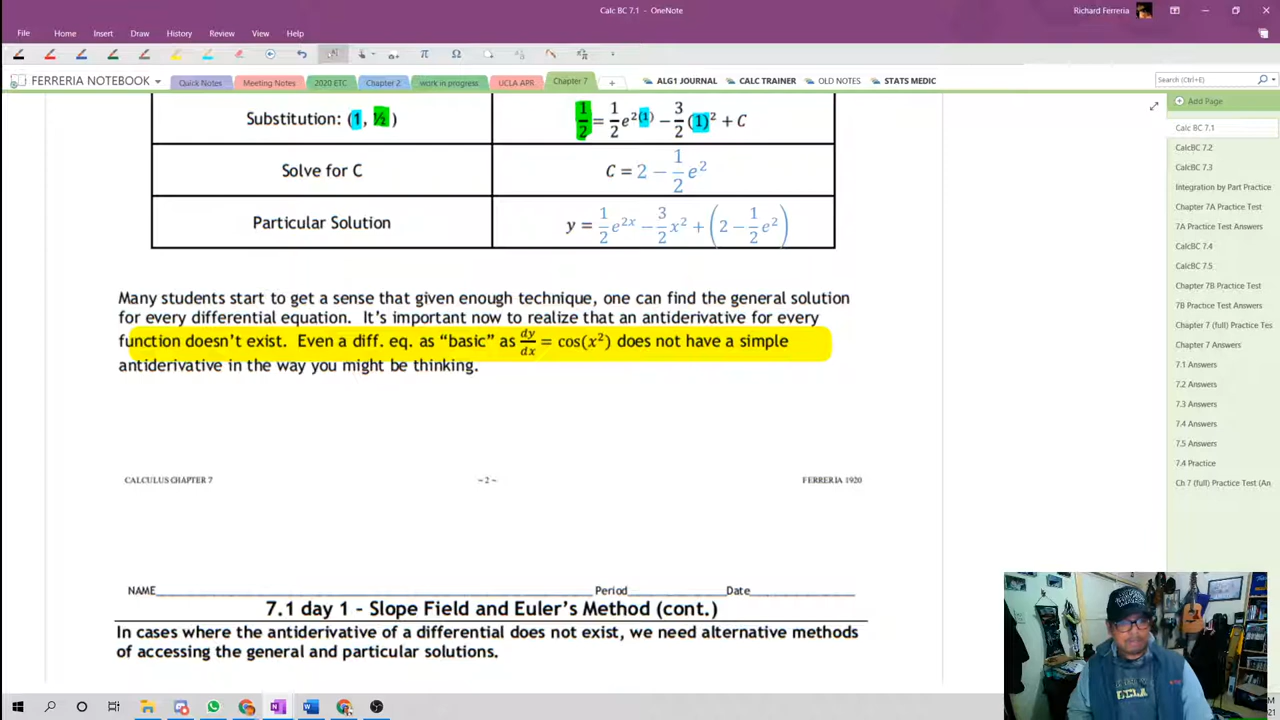 Calc BC 7.1 - OneNote
Richard Ferreria
File Home Insert Draw History Review View Help
FERRERIA NOTEBOOK
Quick Notes Meeting Notes 2020 ETC Chapter 2 work in progress UCLA APP Chapter 7
ALG1 JOURNAL CALC TRAINER OLD NOTES STATS MEDIC
Search (Ctrl+E)
Add Page
Calc BC 7.1
CalcBC 7.2
CalcBC 7.3
Integration by Part Practice
Chapter 7A Practice Test
7A Practice Test Answers
CalcBC 7.4
CalcBC 7.5
Chapter 7B Practice Test
7B Practice Test Answers
Chapter 7 (full) Practice Tes
Chapter 7 Answers
7.1 Answers
7.2 Answers
7.3 Answers
7.4 Answers
7.5 Answers
7.4 Practice
Ch 7 (full) Practice Test (An
Substitution: (1, ½ ) 1/2 = 1/2 e^2(1) − 3/2 (1)² + C
Solve for C C = 2 − 1/2 e²
Particular Solution y = 1/2 e^2x − 3/2 x² + (2 − 1/2 e²)
Many students start to get a sense that given enough technique, one can find the general solution
for every differential equation. It’s important now to realize that an antiderivative for every
function doesn’t exist. Even a diff. eq. as “basic” as dy/dx = cos(x²) does not have a simple
antiderivative in the way you might be thinking.
CALCULUS CHAPTER 7 ~ 2 ~ FERRERIA 1920
NAME Period Date
7.1 day 1 – Slope Field and Euler’s Method (cont.)
In cases where the antiderivative of a differential does not exist, we need alternative methods
of accessing the general and particular solutions.
UCLA